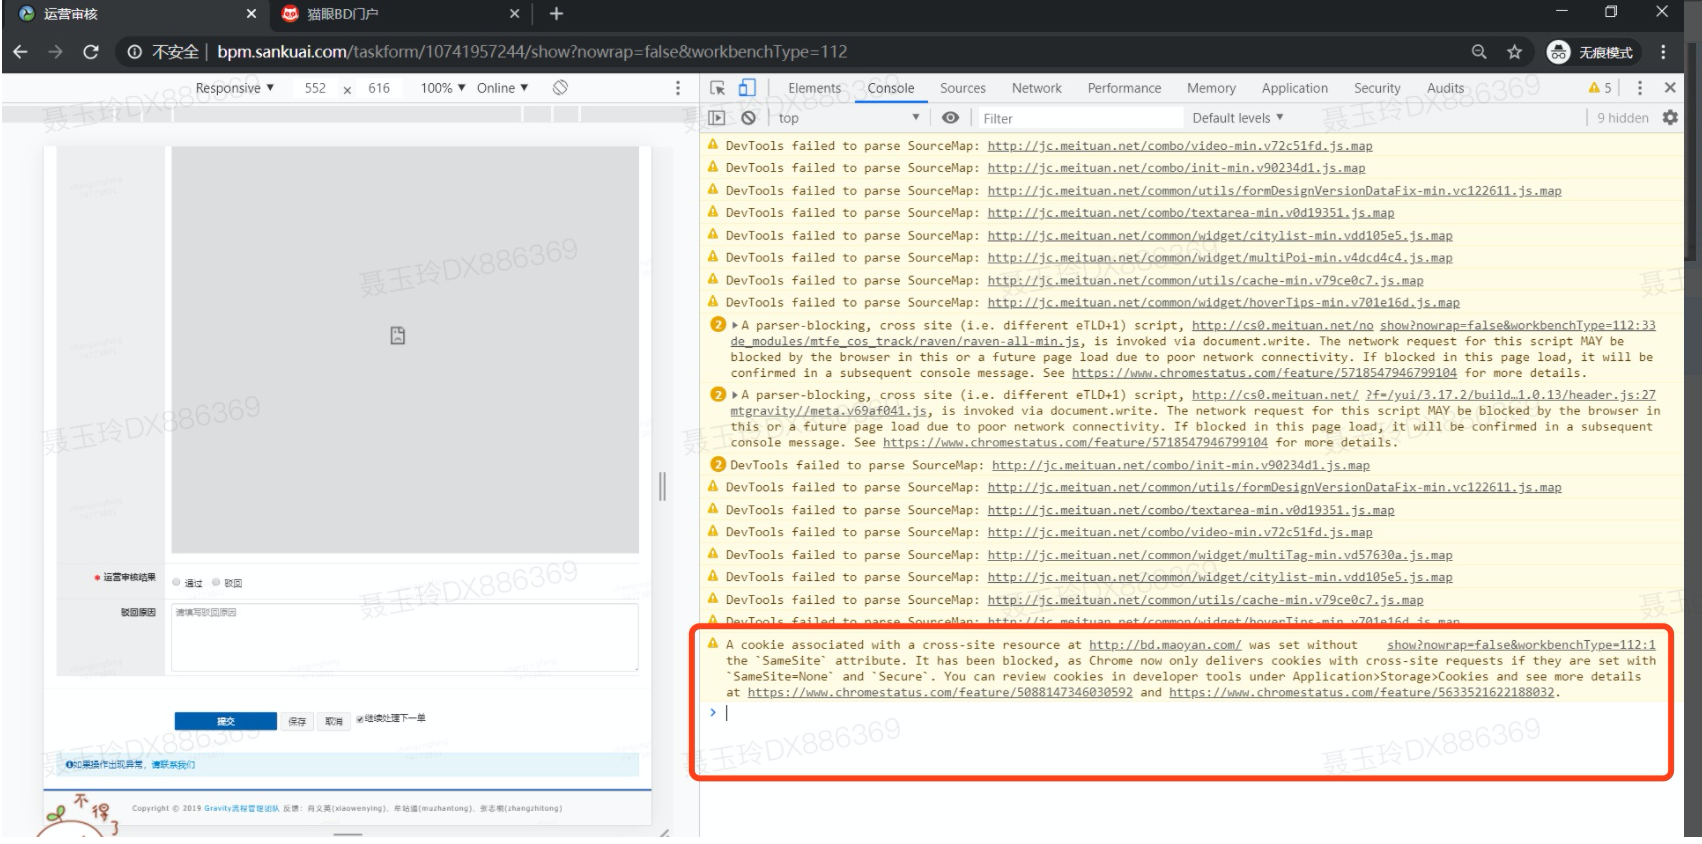 运营审核
猫眼BD门户
不安全 | bpm.sankuai.com/taskform/10741957244/show?nowrap=false&workbenchType=112
无痕模式
Responsive ▼ 552 x 616 100% ▼ Online ▼
Elements Console Sources Network Performance Memory Application Security Audits 5
top ▼ Filter Default levels ▼ 9 hidden
DevTools failed to parse SourceMap: http://jc.meituan.net/combo/video-min.v72c51fd.js.map
DevTools failed to parse SourceMap: http://jc.meituan.net/combo/init-min.v90234d1.js.map
DevTools failed to parse SourceMap: http://jc.meituan.net/common/utils/formDesignVersionDataFix-min.vc122611.js.map
DevTools failed to parse SourceMap: http://jc.meituan.net/combo/textarea-min.v0d19351.js.map
DevTools failed to parse SourceMap: http://jc.meituan.net/common/widget/citylist-min.vdd105e5.js.map
DevTools failed to parse SourceMap: http://jc.meituan.net/common/widget/multiPoi-min.v4dcd4c4.js.map
DevTools failed to parse SourceMap: http://jc.meituan.net/common/utils/cache-min.v79ce0c7.js.map
DevTools failed to parse SourceMap: http://jc.meituan.net/common/widget/hoverTips-min.v701e16d.js.map
2 ▸A parser-blocking, cross site (i.e. different eTLD+1) script, http://cs0.meituan.net/no show?nowrap=false&workbenchType=112:33
de_modules/mtfe_cos_track/raven/raven-all-min.js, is invoked via document.write. The network request for this script MAY be
blocked by the browser in this or a future page load due to poor network connectivity. If blocked in this page load, it will be
confirmed in a subsequent console message. See https://www.chromestatus.com/feature/5718547946799104 for more details.
2 ▸A parser-blocking, cross site (i.e. different eTLD+1) script, http://cs0.meituan.net/ ?f=/yui/3.17.2/build…1.0.13/header.js:27
mtgravity//meta.v69af041.js, is invoked via document.write. The network request for this script MAY be blocked by the browser in
this or a future page load due to poor network connectivity. If blocked in this page load, it will be confirmed in a subsequent
console message. See https://www.chromestatus.com/feature/5718547946799104 for more details.
2 DevTools failed to parse SourceMap: http://jc.meituan.net/combo/init-min.v90234d1.js.map
DevTools failed to parse SourceMap: http://jc.meituan.net/common/utils/formDesignVersionDataFix-min.vc122611.js.map
DevTools failed to parse SourceMap: http://jc.meituan.net/combo/textarea-min.v0d19351.js.map
DevTools failed to parse SourceMap: http://jc.meituan.net/combo/video-min.v72c51fd.js.map
DevTools failed to parse SourceMap: http://jc.meituan.net/common/widget/multiTag-min.vd57630a.js.map
DevTools failed to parse SourceMap: http://jc.meituan.net/common/widget/citylist-min.vdd105e5.js.map
DevTools failed to parse SourceMap: http://jc.meituan.net/common/utils/cache-min.v79ce0c7.js.map
DevTools failed to parse SourceMap: http://jc.meituan.net/common/widget/hoverTips-min.v701e16d.js.map
A cookie associated with a cross-site resource at http://bd.maoyan.com/ was set without show?nowrap=false&workbenchType=112:1
the `SameSite` attribute. It has been blocked, as Chrome now only delivers cookies with cross-site requests if they are set with
`SameSite=None` and `Secure`. You can review cookies in developer tools under Application>Storage>Cookies and see more details
at https://www.chromestatus.com/feature/5088147346030592 and https://www.chromestatus.com/feature/5633521622188032.
运营审核结果 通过 驳回
驳回原因 请填写驳回原因
提交 保存 取消 继续处理下一单
如果操作出现异常，请联系我们
不得
Copyright © 2019 Gravity流程管理团队 反馈：肖文英(xiaowenying)、牟站通(muzhantong)、张志桐(zhangzhitong)
聂玉玲DX886369